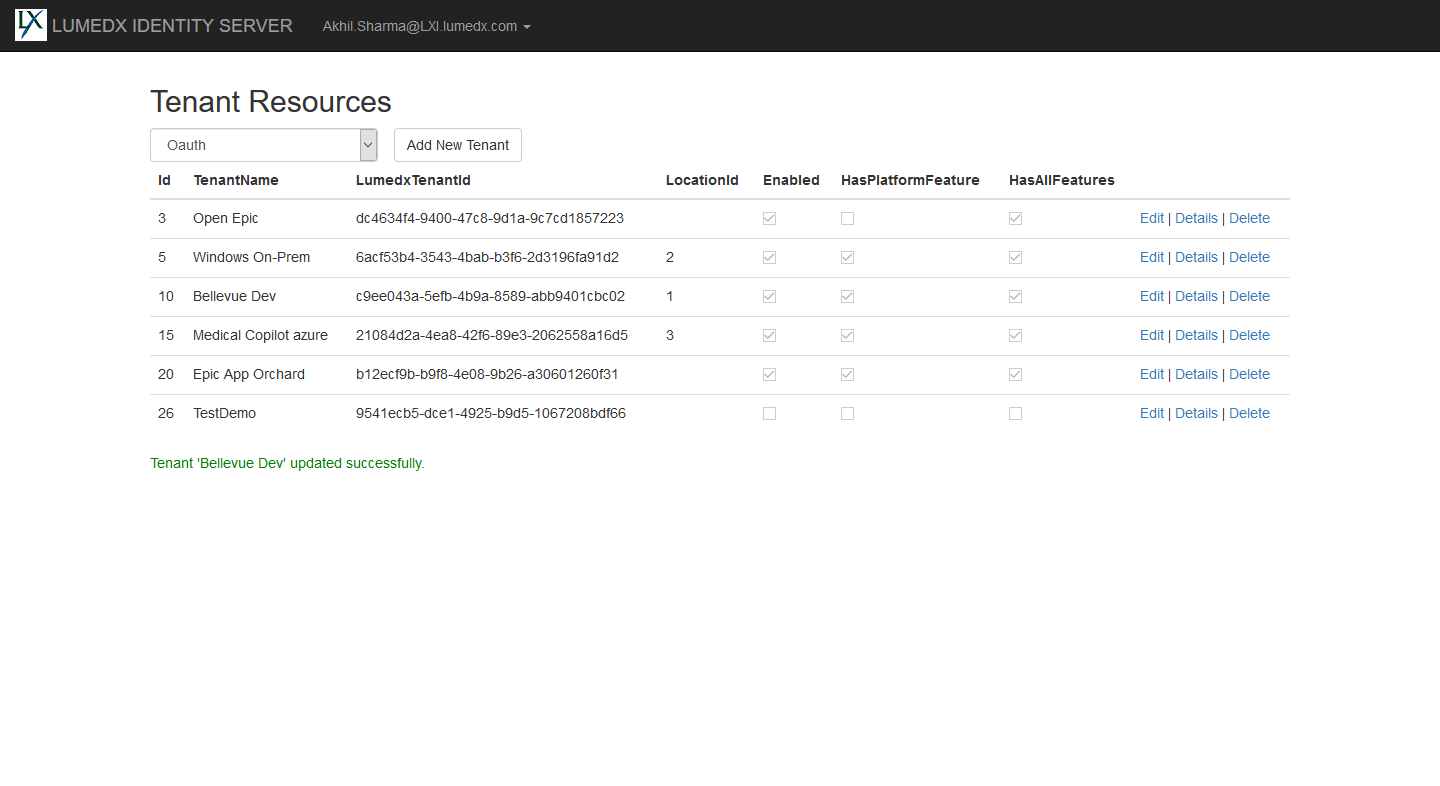 LX LUMEDX IDENTITY SERVER Akhil.Sharma@LXI.lumedx.com
Tenant Resources
Oauth Add New Tenant
Id TenantName LumedxTenantId LocationId Enabled HasPlatformFeature HasAllFeatures
3 Open Epic dc4634f4-9400-47c8-9d1a-9c7cd1857223 Edit | Details | Delete
5 Windows On-Prem 6acf53b4-3543-4bab-b3f6-2d3196fa91d2 2 Edit | Details | Delete
10 Bellevue Dev c9ee043a-5efb-4b9a-8589-abb9401cbc02 1 Edit | Details | Delete
15 Medical Copilot azure 21084d2a-4ea8-42f6-89e3-2062558a16d5 3 Edit | Details | Delete
20 Epic App Orchard b12ecf9b-b9f8-4e08-9b26-a30601260f31 Edit | Details | Delete
26 TestDemo 9541ecb5-dce1-4925-b9d5-1067208bdf66 Edit | Details | Delete
Tenant 'Bellevue Dev' updated successfully.